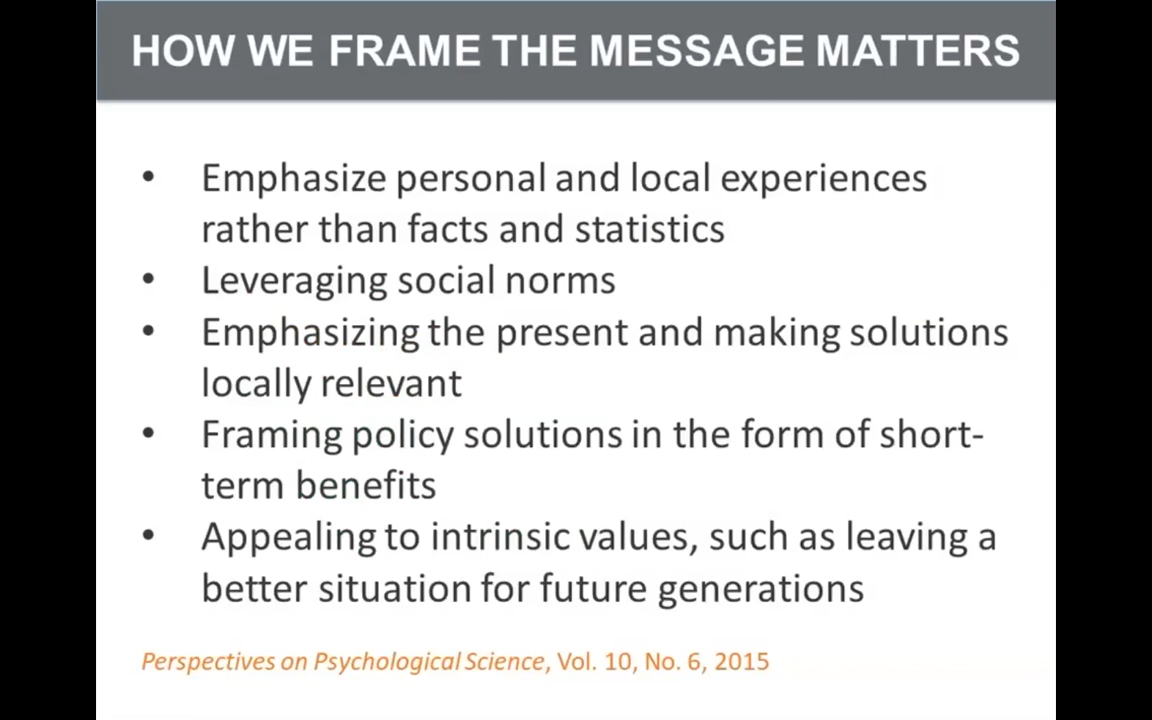 HOW WE FRAME THE MESSAGE MATTERS
• Emphasize personal and local experiences
rather than facts and statistics
• Leveraging social norms
• Emphasizing the present and making solutions
locally relevant
• Framing policy solutions in the form of short-
term benefits
• Appealing to intrinsic values, such as leaving a
better situation for future generations
Perspectives on Psychological Science, Vol. 10, No. 6, 2015